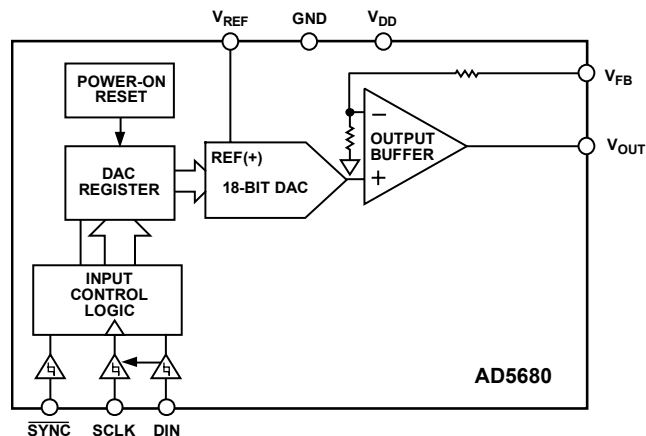 VREF GND VDD
POWER-ON
RESET
VFB
REF(+)
OUTPUT
BUFFER
VOUT
DAC
REGISTER
18-BIT DAC
INPUT
CONTROL
LOGIC
AD5680
SYNC SCLK DIN